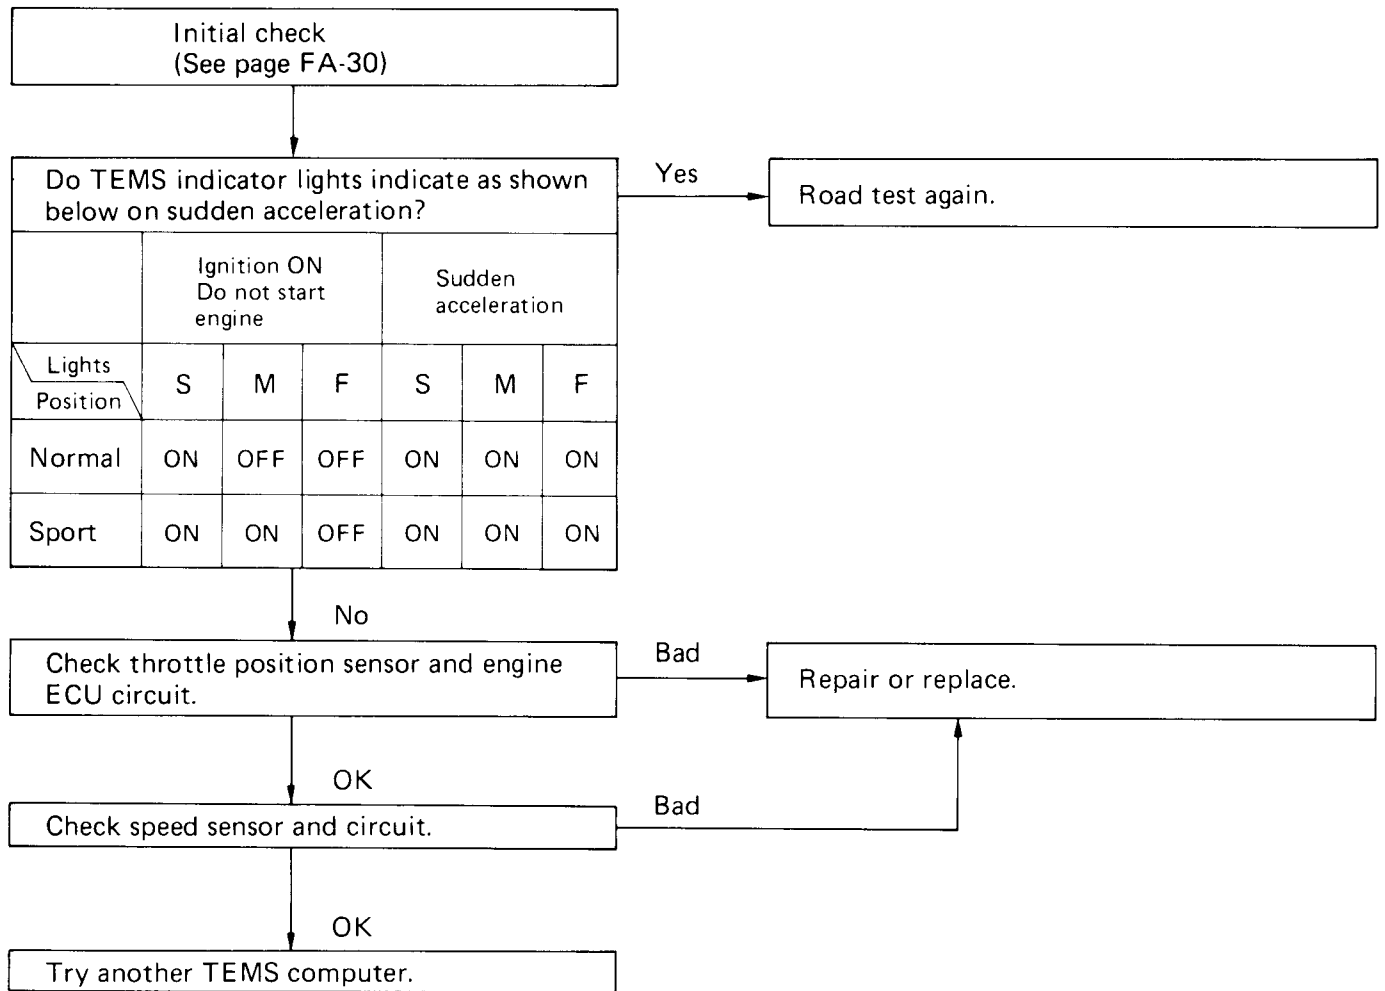 Initial check
(See page FA-30)
Do TEMS indicator lights indicate as shown
below on sudden acceleration?
Yes
Road test again.
Ignition ON
Do not start
engine
Sudden
acceleration
Lights
Position
S M F S M F
Normal ON OFF OFF ON ON ON
Sport ON ON OFF ON ON ON
No
Check throttle position sensor and engine
ECU circuit.
Bad
Repair or replace.
OK
Check speed sensor and circuit.
Bad
OK
Try another TEMS computer.